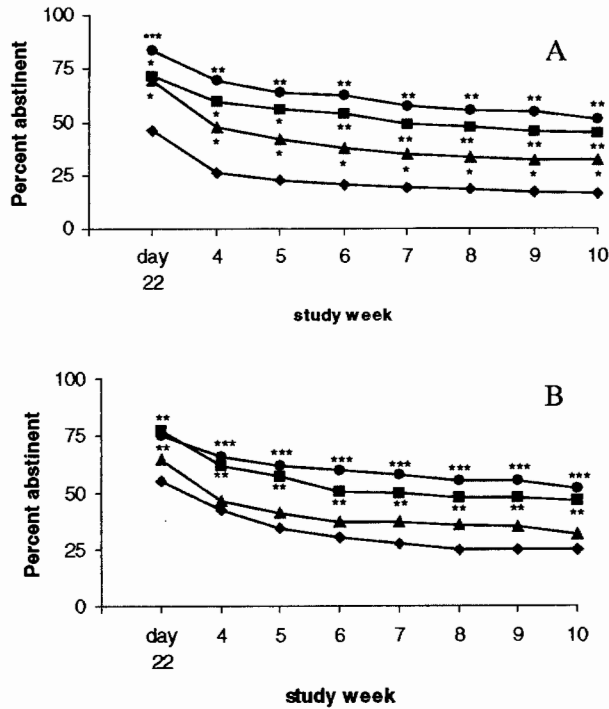 A
Percent abstinent
100
75
50
25
0
*** ** ** ** ** ** ** **
* * * ** ** ** ** **
* * * * * * * *
day 22 4 5 6 7 8 9 10
study week
B
Percent abstinent
100
75
50
25
0
** *** *** *** *** *** *** ***
** ** ** ** ** ** ** **
day 22 4 5 6 7 8 9 10
study week